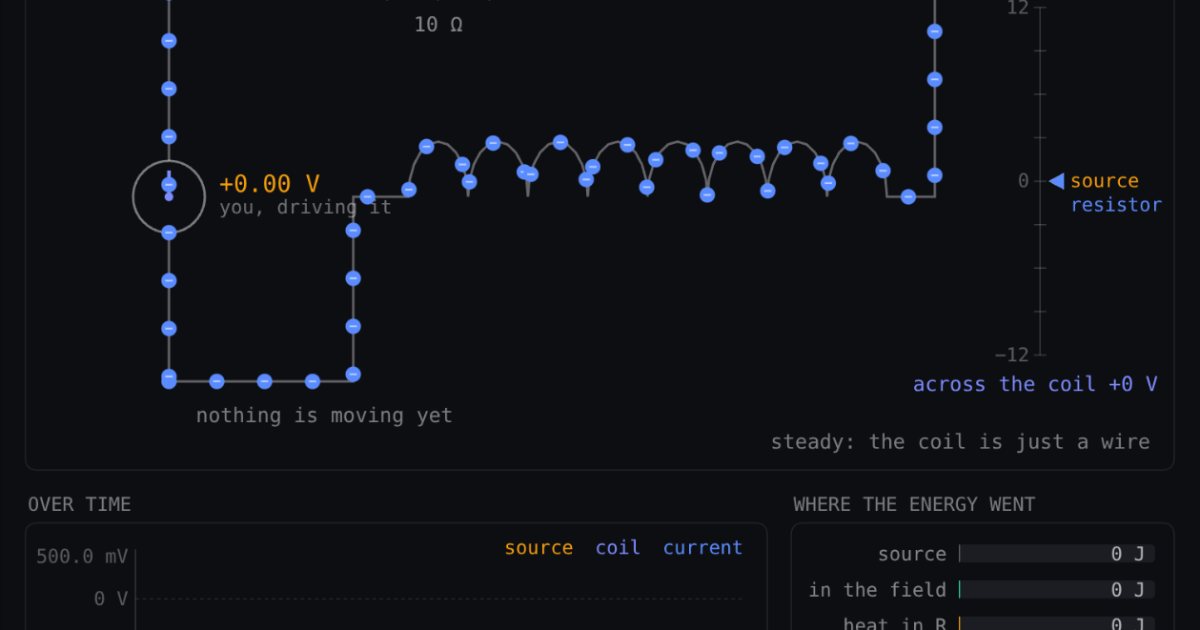 12
10 Ω
+0.00 V
0
source
you, driving it
resistor
−12
across the coil +0 V
nothing is moving yet
steady: the coil is just a wire
OVER TIME
WHERE THE ENERGY WENT
500.0 mV
source coil current
source
0 J
in the field
0 J
0 V
heat in R
0 J